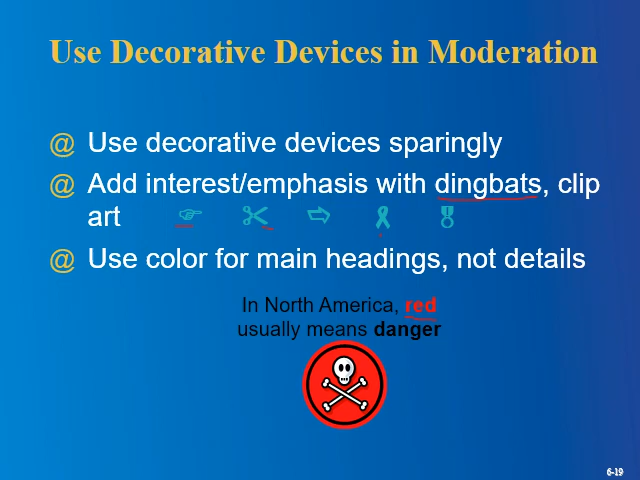 Use Decorative Devices in Moderation
@ Use decorative devices sparingly
@ Add interest/emphasis with dingbats, clip
art
@ Use color for main headings, not details
In North America, red
usually means danger
6-19